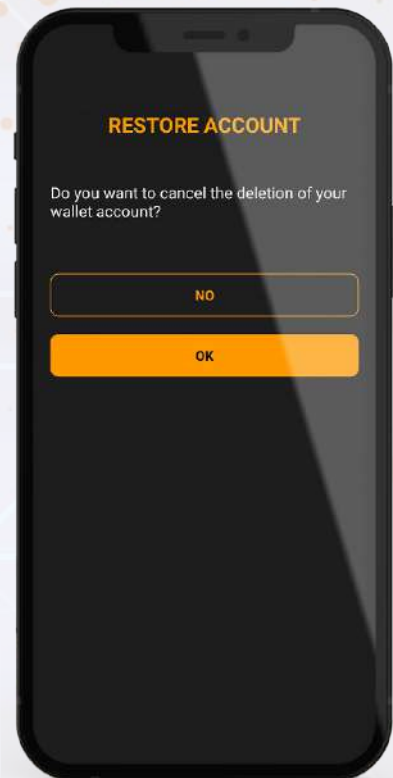 RESTORE ACCOUNT
Do you want to cancel the deletion of your
wallet account?
NO
OK